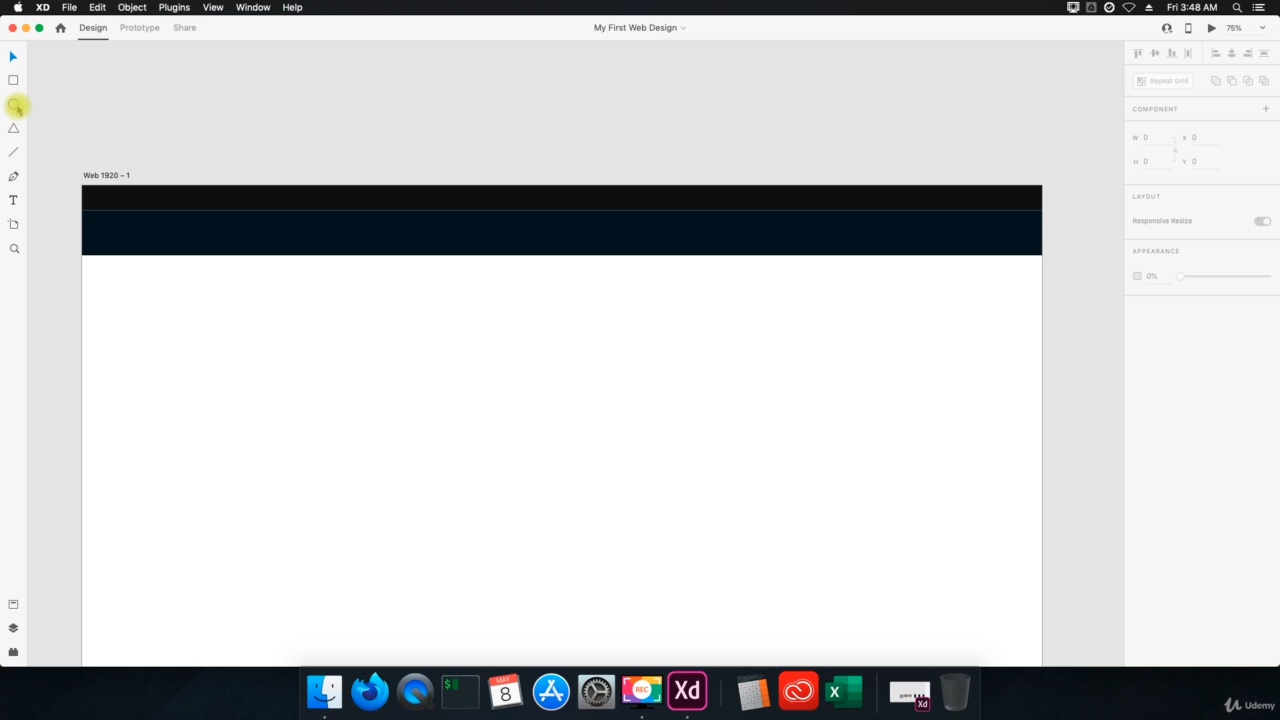 XD File Edit Object Plugins View Window Help Fri 3:48 AM
Design Prototype Share My First Web Design 75%
Repeat Grid
COMPONENT
W 0 X 0
H 0 Y 0
Web 1920 – 1
LAYOUT
Responsive Resize
APPEARANCE
0%
MAY
8
REC
Xd
X
Xd
Udemy